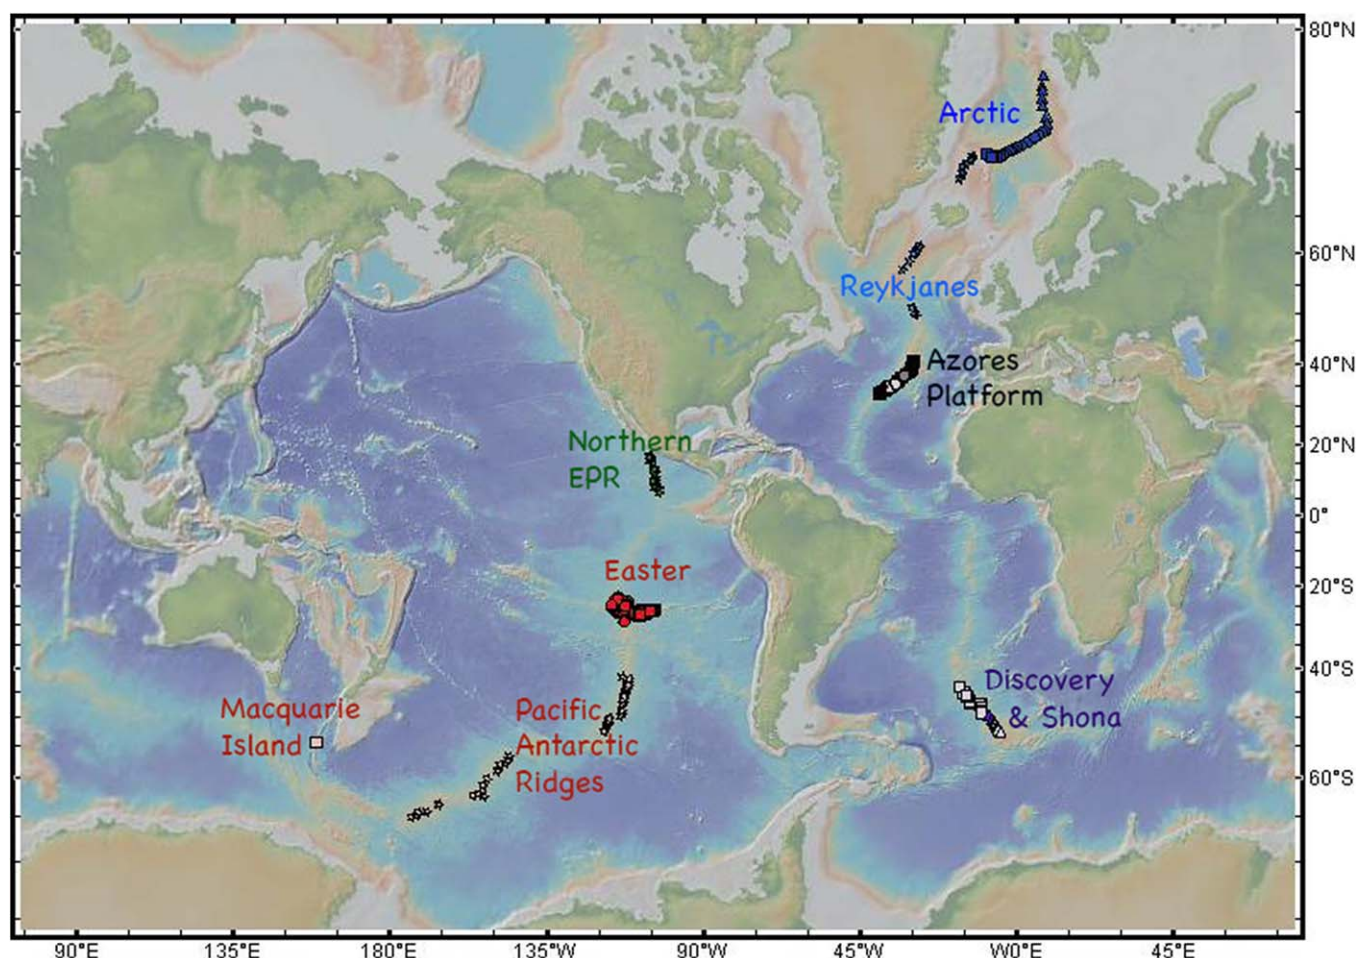 80°N
Arctic
60°N
Reykjanes
40°N
Azores
Platform
Northern
EPR
20°N
0°
Easter
20°S
40°S
Discovery
& Shona
Macquarie
Island
Pacific
Antarctic
Ridges
60°S
90°E 135°E 180°E 135°W 90°W 45°W W0°E 45°E